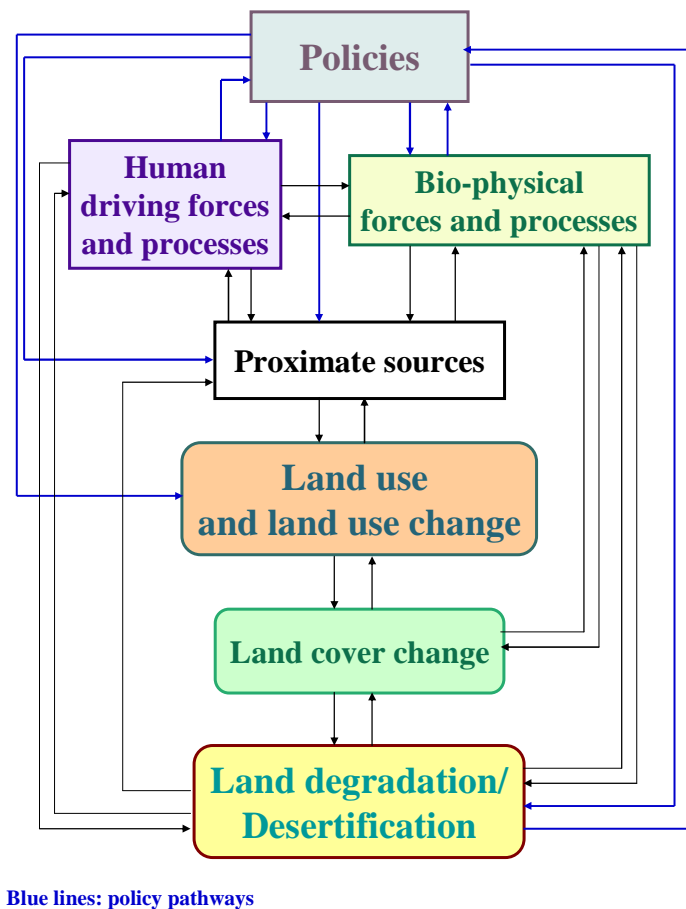 Policies
Human
driving forces
and processes
Bio-physical
forces and processes
Proximate sources
Land use
and land use change
Land cover change
Land degradation/
Desertification
Blue lines: policy pathways